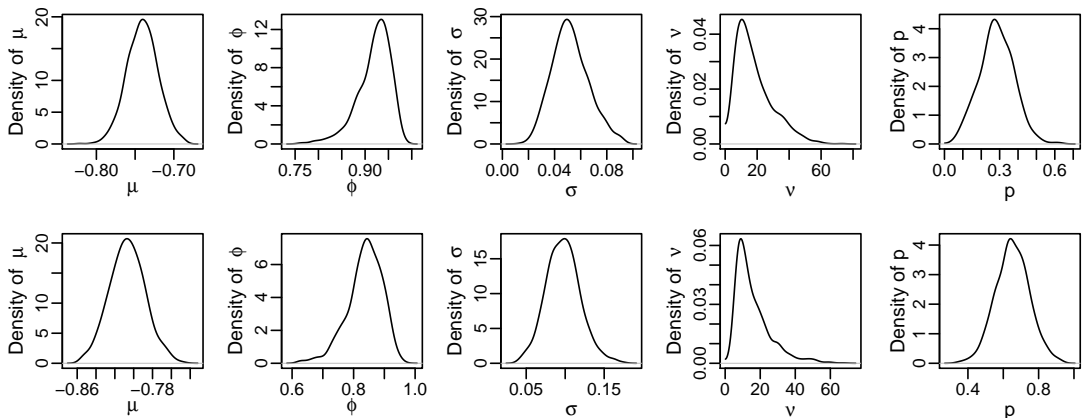 Density of μ
0 5 10 15 20
−0.80 −0.70
μ
Density of ϕ
0 4 8 12
0.75 0.90
ϕ
Density of σ
0 10 20 30
0.00 0.04 0.08
σ
Density of ν
0.00 0.02 0.04
0 20 60
ν
Density of p
0 1 2 3 4
0.0 0.3 0.6
p
Density of μ
0 5 10 20
−0.86 −0.78
μ
Density of ϕ
0 2 4 6
0.6 0.8 1.0
ϕ
Density of σ
0 5 10 15
0.05 0.15
σ
Density of ν
0.00 0.03 0.06
0 20 40 60
ν
Density of p
0 1 2 3 4
0.4 0.8
p